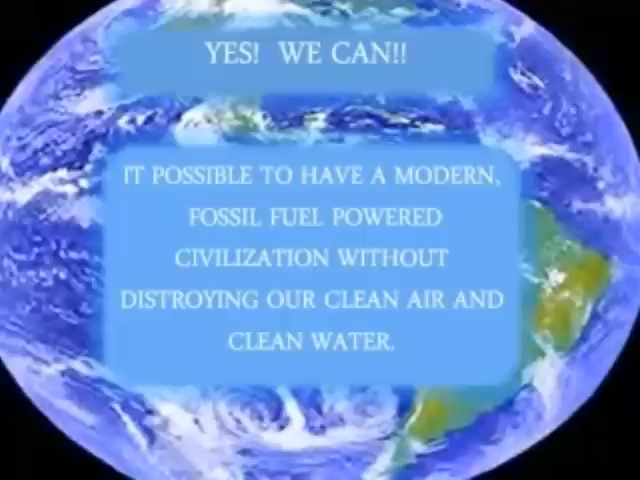 YES! WE CAN!!
IT POSSIBLE TO HAVE A MODERN,
FOSSIL FUEL POWERED
CIVILIZATION WITHOUT
DISTROYING OUR CLEAN AIR AND
CLEAN WATER.